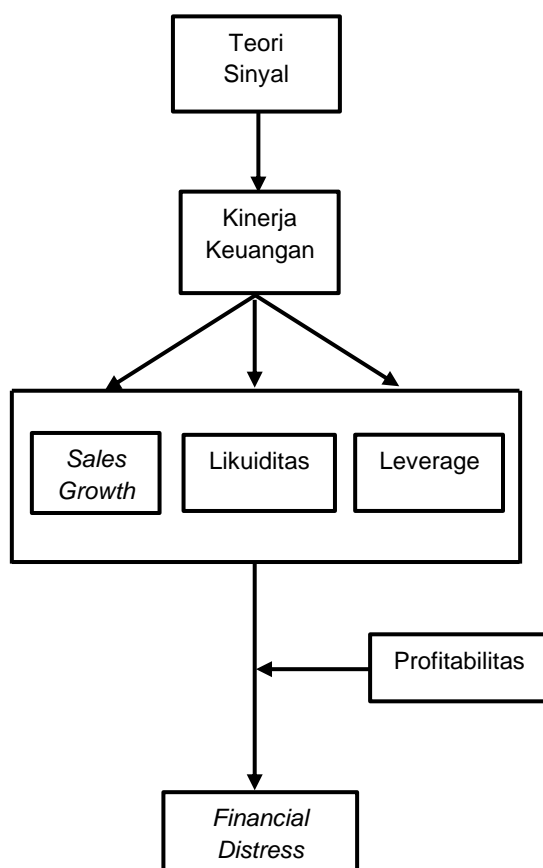 Teori
Sinyal
Kinerja
Keuangan
Sales
Growth
Likuiditas
Leverage
Profitabilitas
Financial
Distress